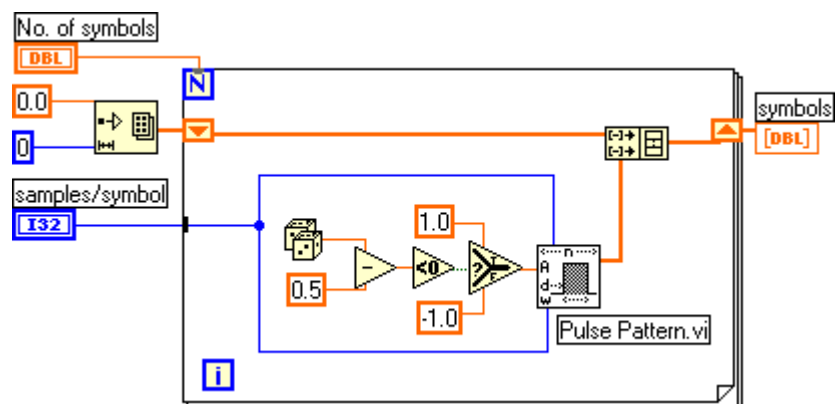 No. of symbols
DBL
N
0.0
0
symbols
[DBL]
samples/symbol
I32
1.0
n
0.5
<0
?
T
F
A
d
W
-1.0
Pulse Pattern.vi
i